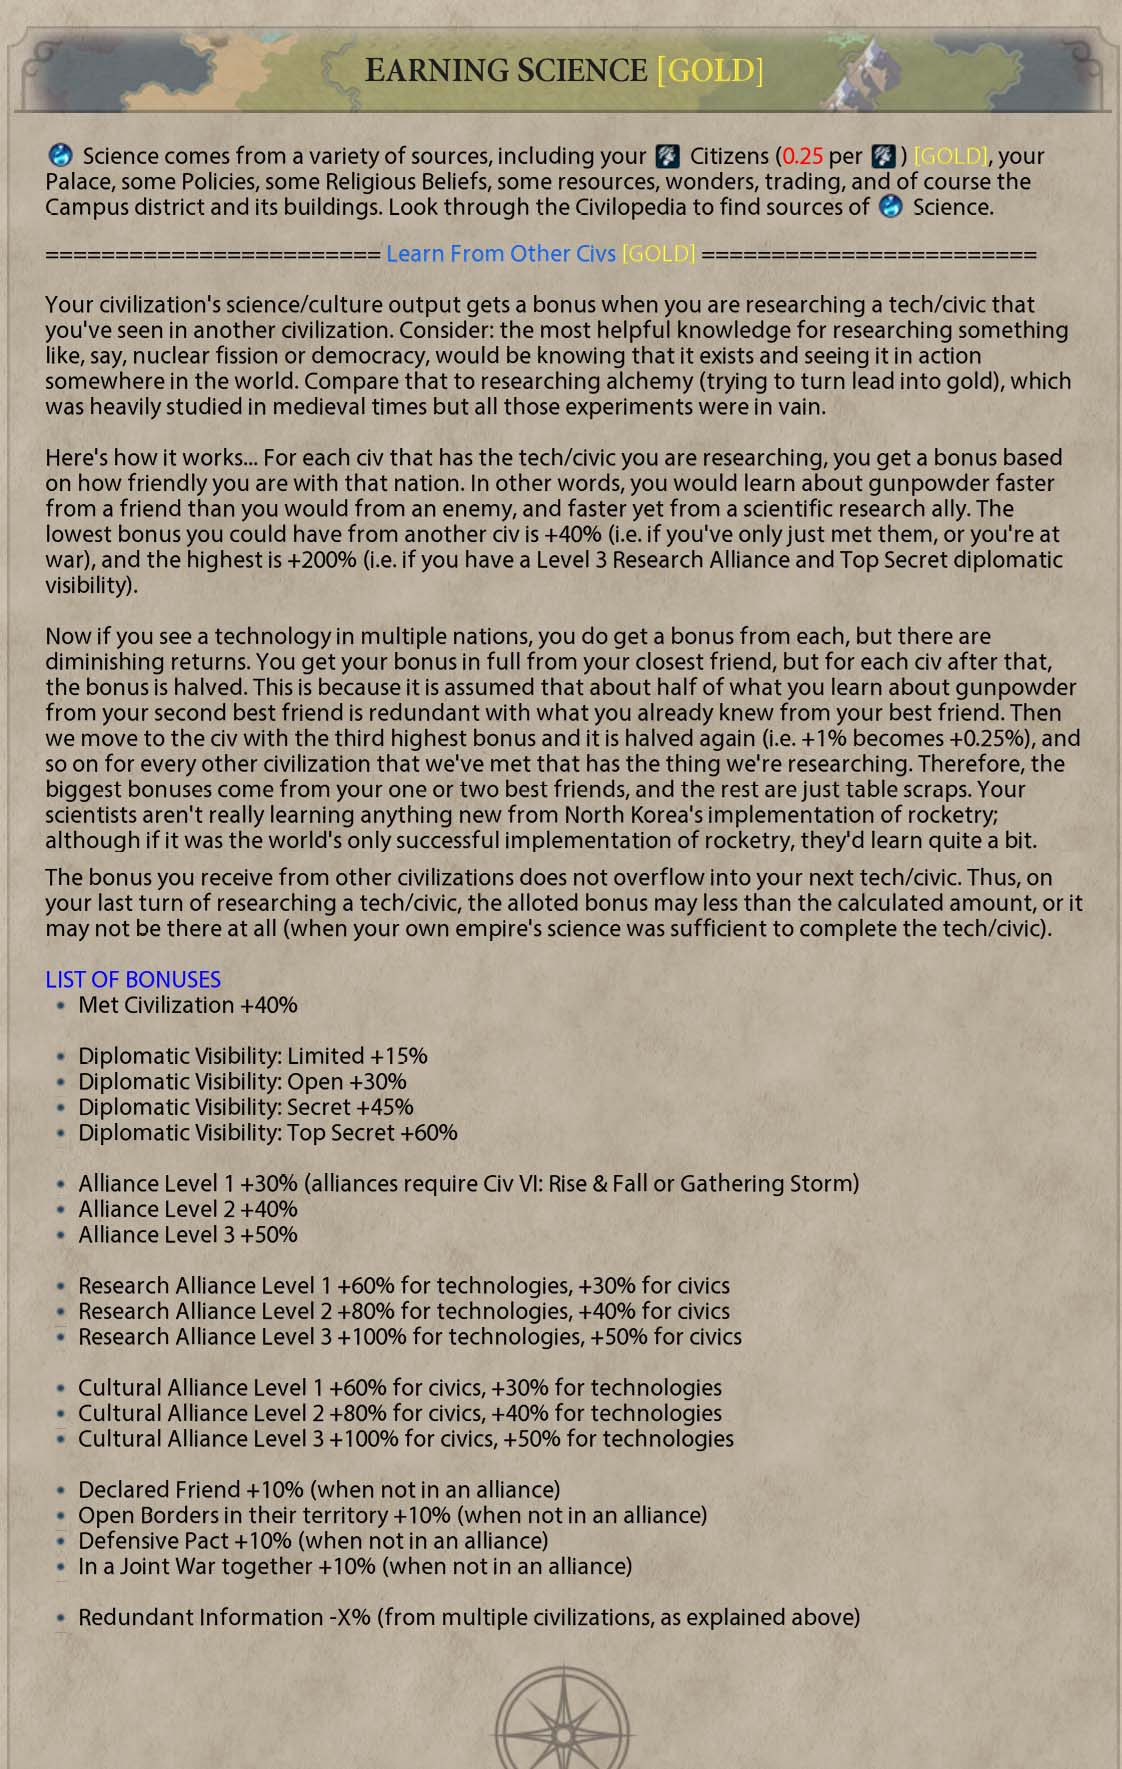 EARNING SCIENCE [GOLD]
Science comes from a variety of sources, including your Citizens (0.25 per ) [GOLD], your
Palace, some Policies, some Religious Beliefs, some resources, wonders, trading, and of course the
Campus district and its buildings. Look through the Civilopedia to find sources of Science.
======================== Learn From Other Civs [GOLD] ========================
Your civilization's science/culture output gets a bonus when you are researching a tech/civic that
you've seen in another civilization. Consider: the most helpful knowledge for researching something
like, say, nuclear fission or democracy, would be knowing that it exists and seeing it in action
somewhere in the world. Compare that to researching alchemy (trying to turn lead into gold), which
was heavily studied in medieval times but all those experiments were in vain.
Here's how it works... For each civ that has the tech/civic you are researching, you get a bonus based
on how friendly you are with that nation. In other words, you would learn about gunpowder faster
from a friend than you would from an enemy, and faster yet from a scientific research ally. The
lowest bonus you could have from another civ is +40% (i.e. if you've only just met them, or you're at
war), and the highest is +200% (i.e. if you have a Level 3 Research Alliance and Top Secret diplomatic
visibility).
Now if you see a technology in multiple nations, you do get a bonus from each, but there are
diminishing returns. You get your bonus in full from your closest friend, but for each civ after that,
the bonus is halved. This is because it is assumed that about half of what you learn about gunpowder
from your second best friend is redundant with what you already knew from your best friend. Then
we move to the civ with the third highest bonus and it is halved again (i.e. +1% becomes +0.25%), and
so on for every other civilization that we've met that has the thing we're researching. Therefore, the
biggest bonuses come from your one or two best friends, and the rest are just table scraps. Your
scientists aren't really learning anything new from North Korea's implementation of rocketry;
although if it was the world's only successful implementation of rocketry, they'd learn quite a bit.
The bonus you receive from other civilizations does not overflow into your next tech/civic. Thus, on
your last turn of researching a tech/civic, the alloted bonus may less than the calculated amount, or it
may not be there at all (when your own empire's science was sufficient to complete the tech/civic).
LIST OF BONUSES
• Met Civilization +40%
• Diplomatic Visibility: Limited +15%
• Diplomatic Visibility: Open +30%
• Diplomatic Visibility: Secret +45%
• Diplomatic Visibility: Top Secret +60%
• Alliance Level 1 +30% (alliances require Civ VI: Rise & Fall or Gathering Storm)
• Alliance Level 2 +40%
• Alliance Level 3 +50%
• Research Alliance Level 1 +60% for technologies, +30% for civics
• Research Alliance Level 2 +80% for technologies, +40% for civics
• Research Alliance Level 3 +100% for technologies, +50% for civics
• Cultural Alliance Level 1 +60% for civics, +30% for technologies
• Cultural Alliance Level 2 +80% for civics, +40% for technologies
• Cultural Alliance Level 3 +100% for civics, +50% for technologies
• Declared Friend +10% (when not in an alliance)
• Open Borders in their territory +10% (when not in an alliance)
• Defensive Pact +10% (when not in an alliance)
• In a Joint War together +10% (when not in an alliance)
• Redundant Information -X% (from multiple civilizations, as explained above)